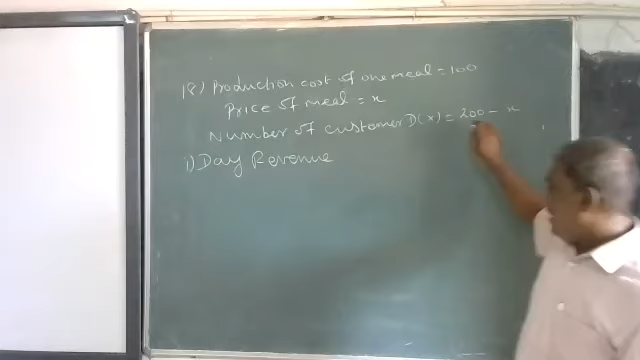 18) Production cost of one meal = 100
Price of meal = x
Number of customer D(x) = 200 - x
i) Day Revenue